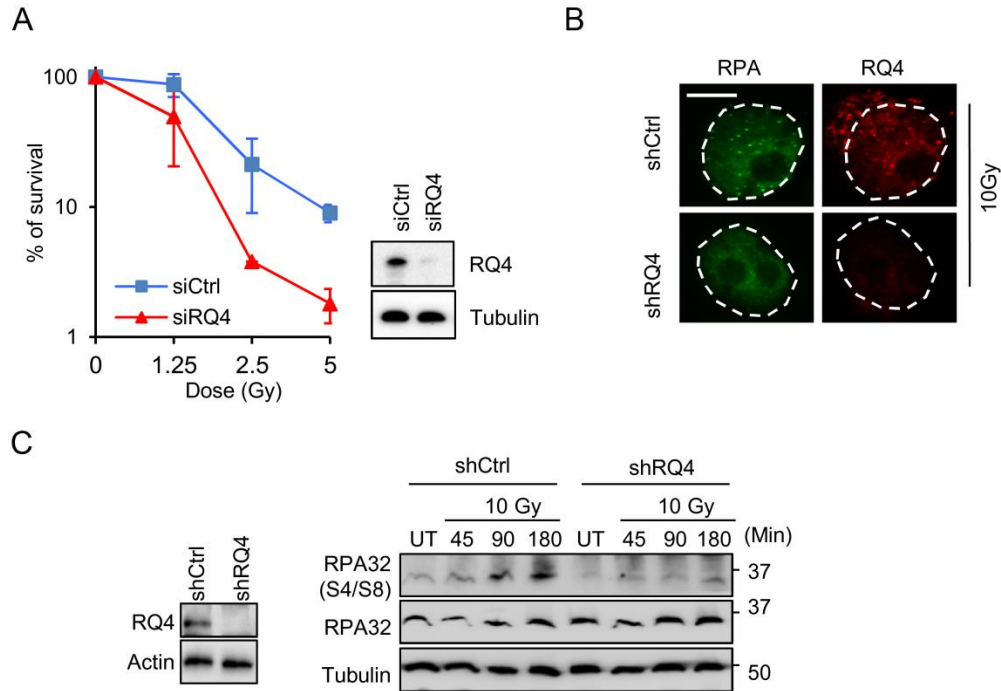 A
% of survival
100
10
1
siCtrl
siRQ4
0 1.25 2.5 5
Dose (Gy)
siCtrl
siRQ4
RQ4
Tubulin
B
RPA RQ4
shCtrl
shRQ4
10Gy
C
shCtrl
shRQ4
RQ4
Actin
shCtrl shRQ4
10 Gy 10 Gy
UT 45 90 180 UT 45 90 180 (Min)
RPA32
(S4/S8)
37
37
RPA32
Tubulin 50